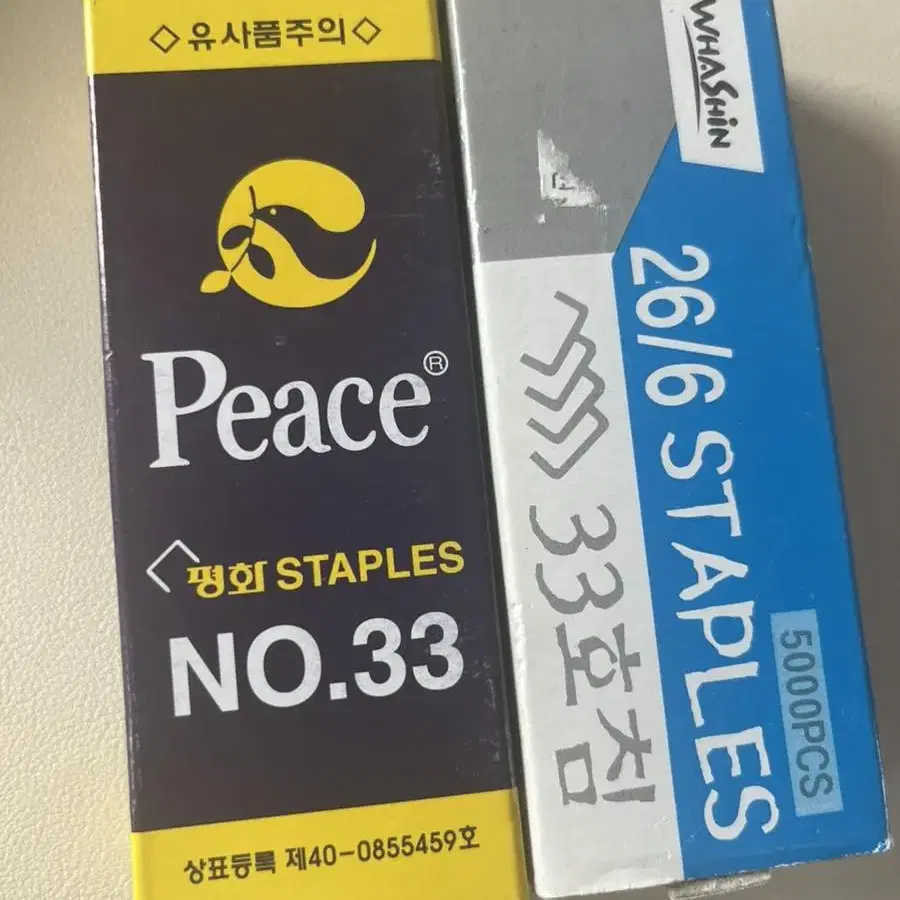 ◇유사품주의◇
Peace®
평화 STAPLES
NO.33
상표등록 제40-0855459호
WHASHIN
26/6 STAPLES
5000PCS
33호침